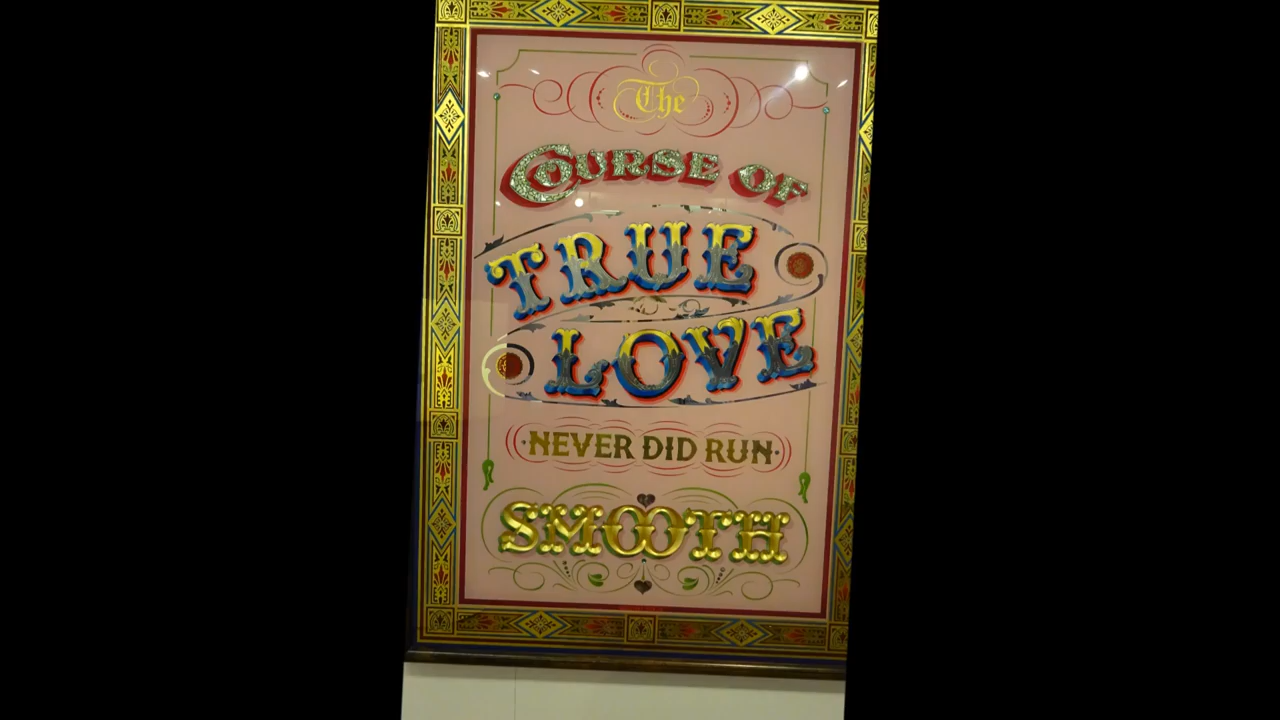 The
COURSE OF
TRUE
LOVE
·NEVER DID RUN·
SMOOTH